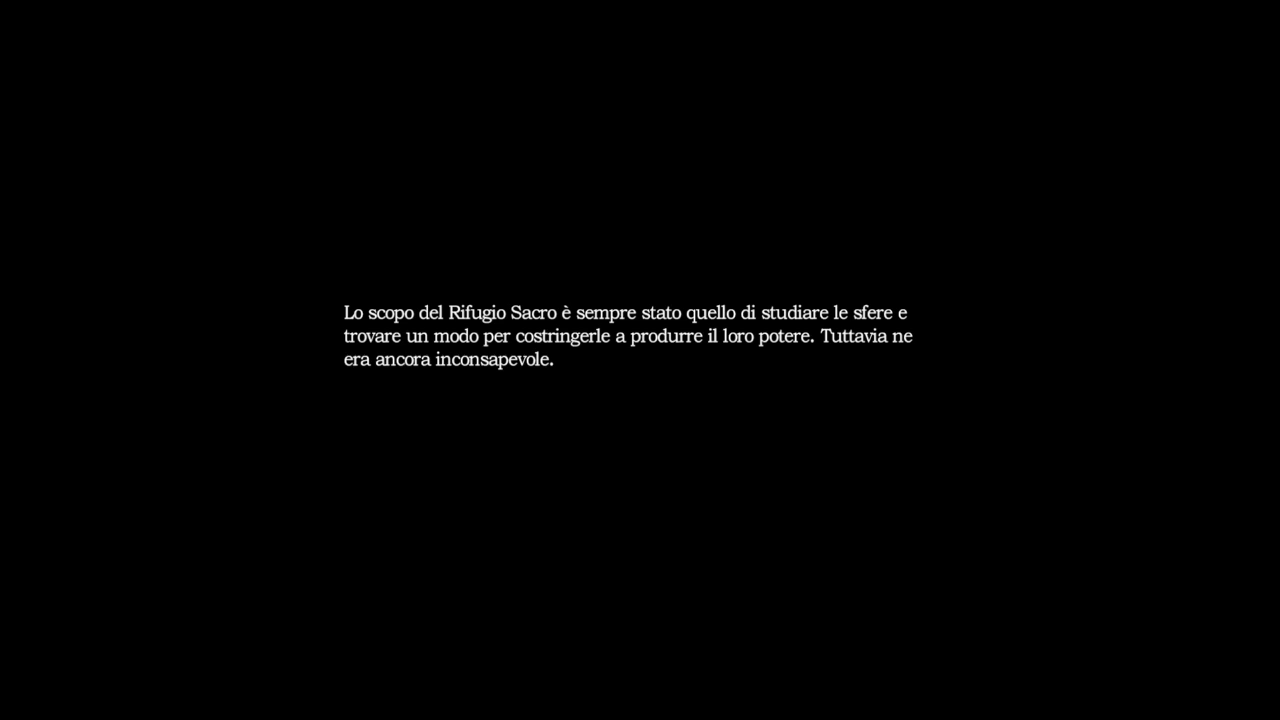 Lo scopo del Rifugio Sacro è sempre stato quello di studiare le sfere e
trovare un modo per costringerle a produrre il loro potere. Tuttavia ne
era ancora inconsapevole.